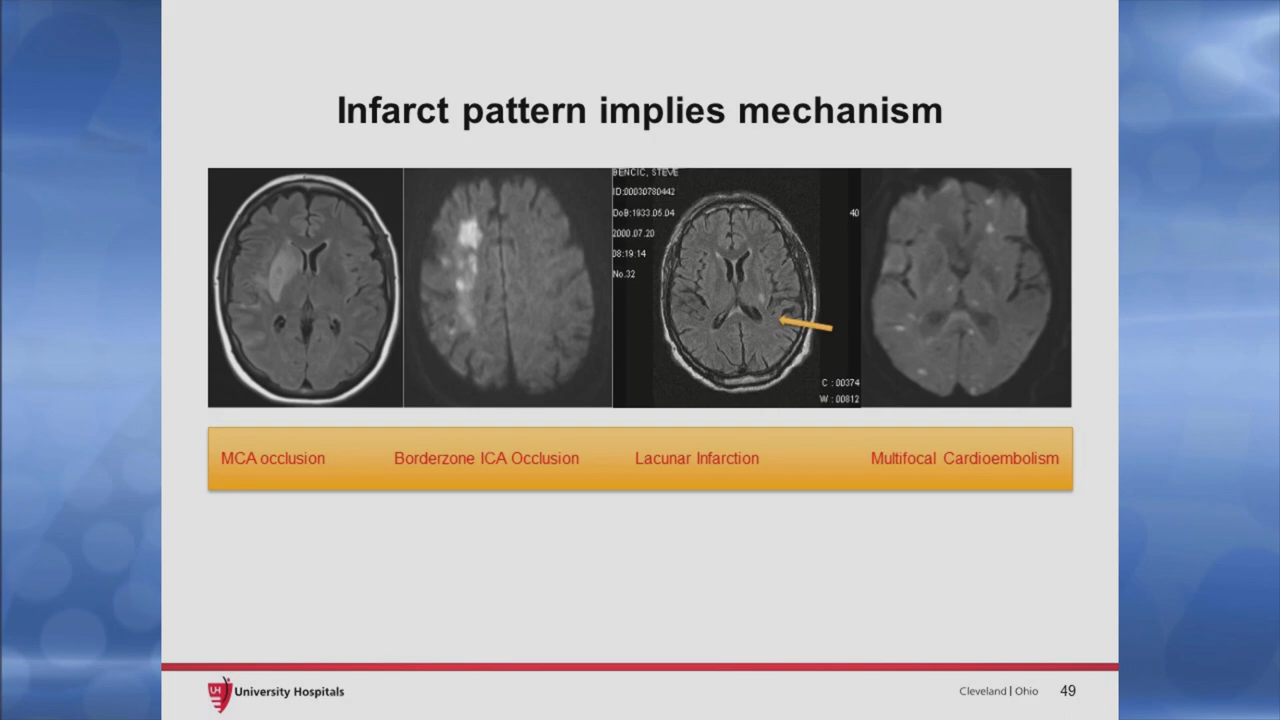 Infarct pattern implies mechanism
BENCIC, STEVE
ID:00030780442
DoB:1933.05.04
40
2000.07.20
08:19:14
No.32
C : 00374
W : 00812
MCA occlusion
Borderzone ICA Occlusion
Lacunar Infarction
Multifocal Cardioembolism
UH University Hospitals
Cleveland | Ohio
49